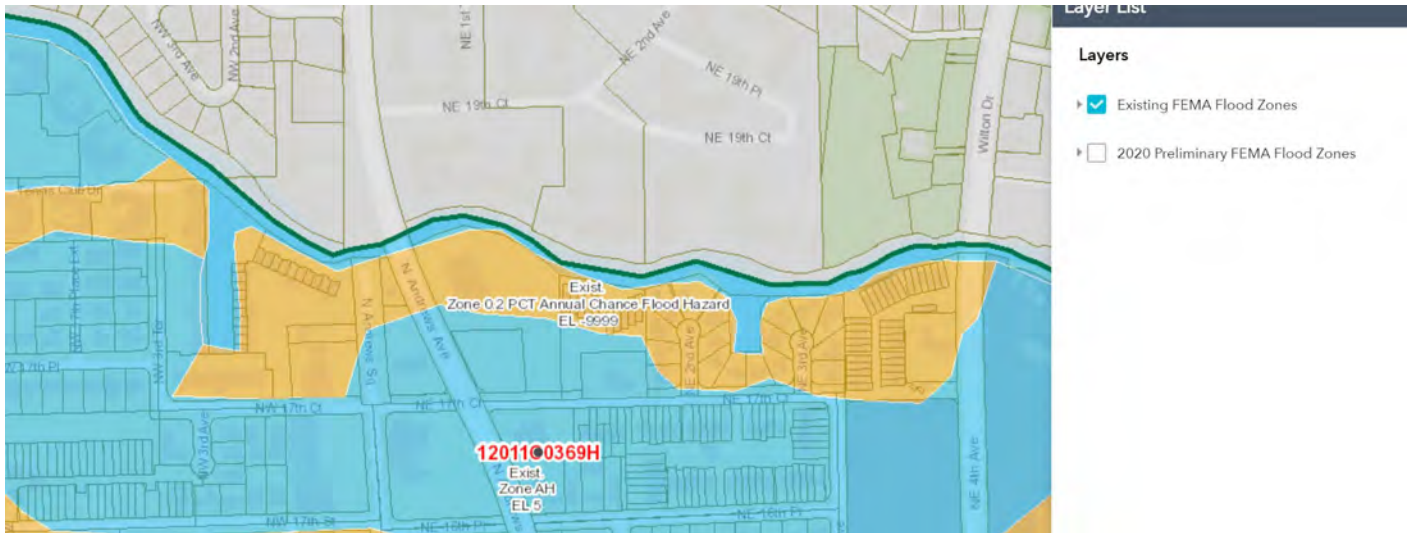 Layer List
Layers
Existing FEMA Flood Zones
2020 Preliminary FEMA Flood Zones
NW 3rd Ave
NW 2nd Ave
NE 1st
NE 2nd Ave
NE 19th Pl
NE 19th Ct
NE 19th Ct
Wilton Dr
N Andrews Ave
N Andrews Sq
Exist.
Zone 0.2 PCT Annual Chance Flood Hazard
EL -9999
NE 2nd Ave
NE 3rd Ave
NW 3rd Ter
17th Pl
NW 17th Ct
NE 17th Ct
NE 17th Ct
NW 3rd Ave
12011C0369H
Exist.
Zone AH
EL 5
NE 4th Ave
NW 17th St
NE 16th Pl
NE 16th Pl